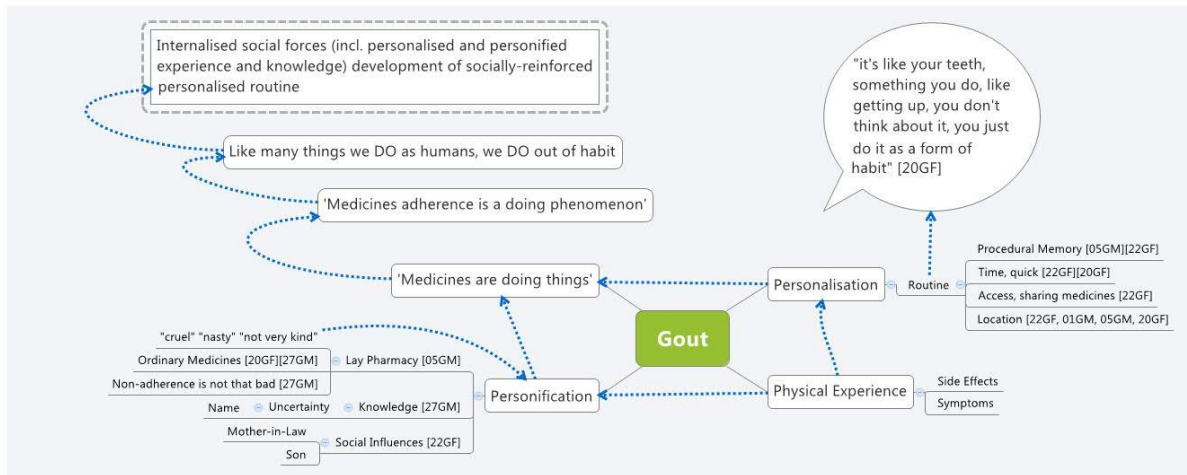 Internalised social forces (incl. personalised and personified
experience and knowledge) development of socially-reinforced
personalised routine
"it's like your teeth,
something you do, like
getting up, you don't
think about it, you just
do it as a form of
habit" [20GF]
Like many things we DO as humans, we DO out of habit
'Medicines adherence is a doing phenomenon'
'Medicines are doing things'
Personalisation
Routine
Procedural Memory [05GM][22GF]
Time, quick [22GF][20GF]
Access, sharing medicines [22GF]
Location [22GF, 01GM, 05GM, 20GF]
Gout
"cruel" "nasty" "not very kind"
Ordinary Medicines [20GF][27GM]
Non-adherence is not that bad [27GM]
Lay Pharmacy [05GM]
Name
Uncertainty
Knowledge [27GM]
Mother-in-Law
Son
Social Influences [22GF]
Personification
Physical Experience
Side Effects
Symptoms